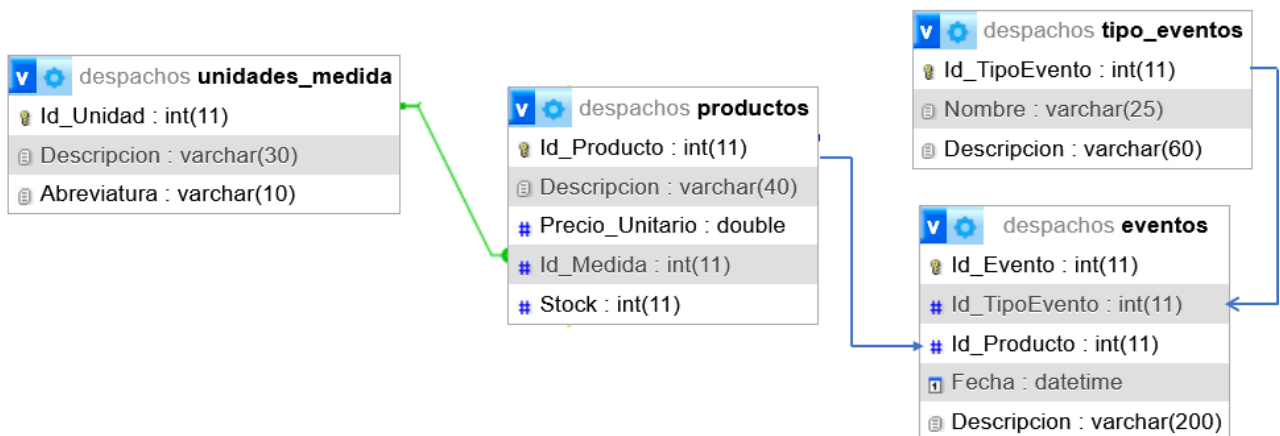 despachos unidades_medida
Id_Unidad : int(11)
Descripcion : varchar(30)
Abreviatura : varchar(10)
despachos productos
Id_Producto : int(11)
Descripcion : varchar(40)
# Precio_Unitario : double
# Id_Medida : int(11)
# Stock : int(11)
despachos tipo_eventos
Id_TipoEvento : int(11)
Nombre : varchar(25)
Descripcion : varchar(60)
despachos eventos
Id_Evento : int(11)
# Id_TipoEvento : int(11)
# Id_Producto : int(11)
Fecha : datetime
Descripcion : varchar(200)